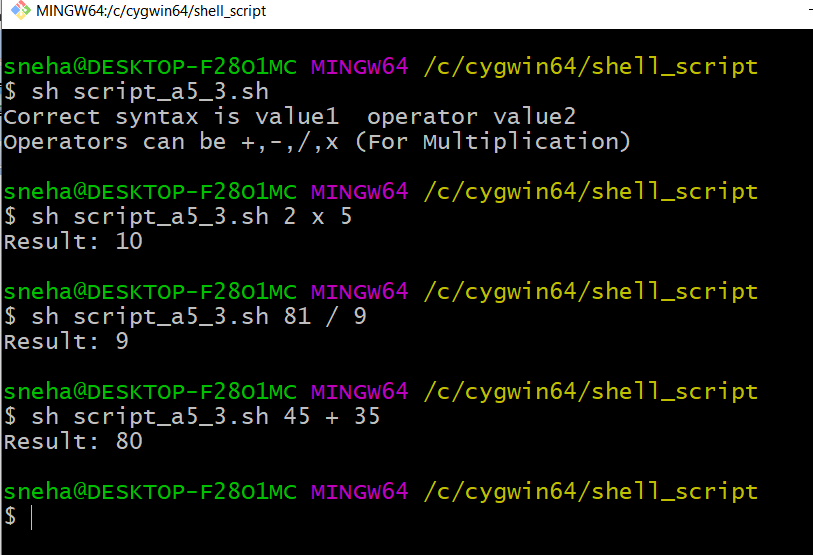 MINGW64:/c/cygwin64/shell_script
sneha@DESKTOP-F28O1MC MINGW64 /c/cygwin64/shell_script
$ sh script_a5_3.sh
Correct syntax is value1  operator value2
Operators can be +,-,/,x (For Multiplication)
sneha@DESKTOP-F28O1MC MINGW64 /c/cygwin64/shell_script
$ sh script_a5_3.sh 2 x 5
Result: 10
sneha@DESKTOP-F28O1MC MINGW64 /c/cygwin64/shell_script
$ sh script_a5_3.sh 81 / 9
Result: 9
sneha@DESKTOP-F28O1MC MINGW64 /c/cygwin64/shell_script
$ sh script_a5_3.sh 45 + 35
Result: 80
sneha@DESKTOP-F28O1MC MINGW64 /c/cygwin64/shell_script
$